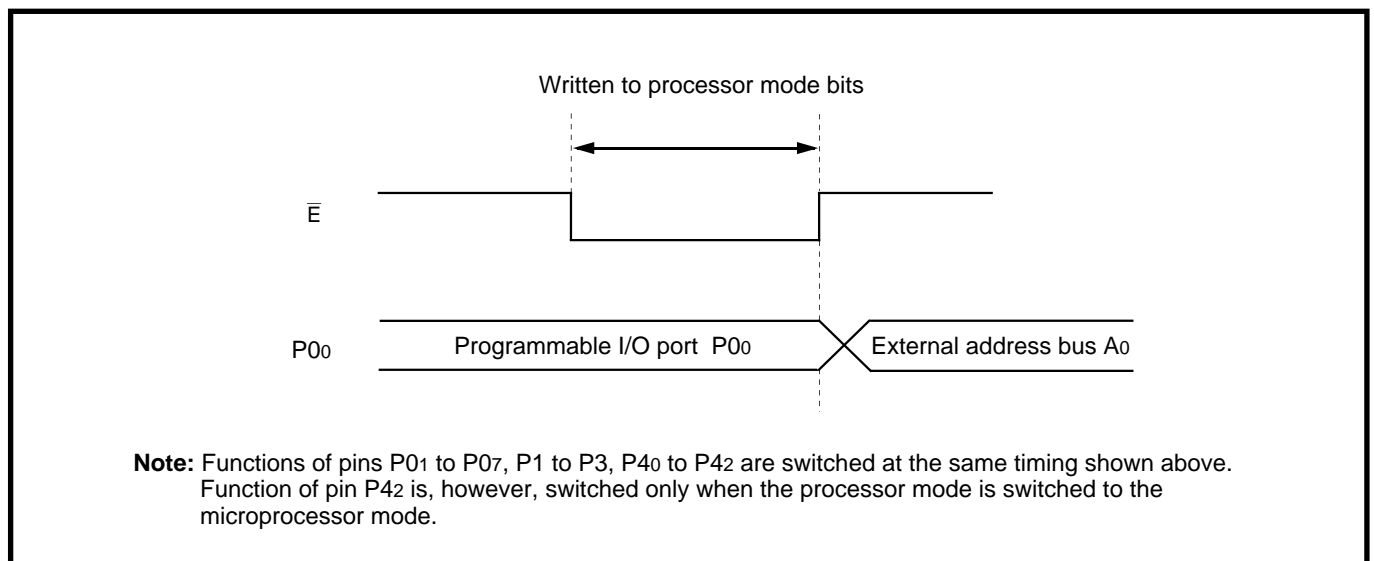 Written to processor mode bits
E̅
P00 Programmable I/O port P00 External address bus A0
Note: Functions of pins P01 to P07, P1 to P3, P40 to P42 are switched at the same timing shown above.
Function of pin P42 is, however, switched only when the processor mode is switched to the
microprocessor mode.